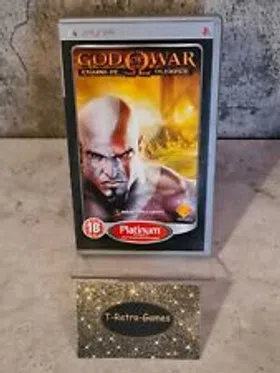 PSP
GOD OF WAR
CHAINS OF OLYMPUS
18
Platinum
T-Retro-Games